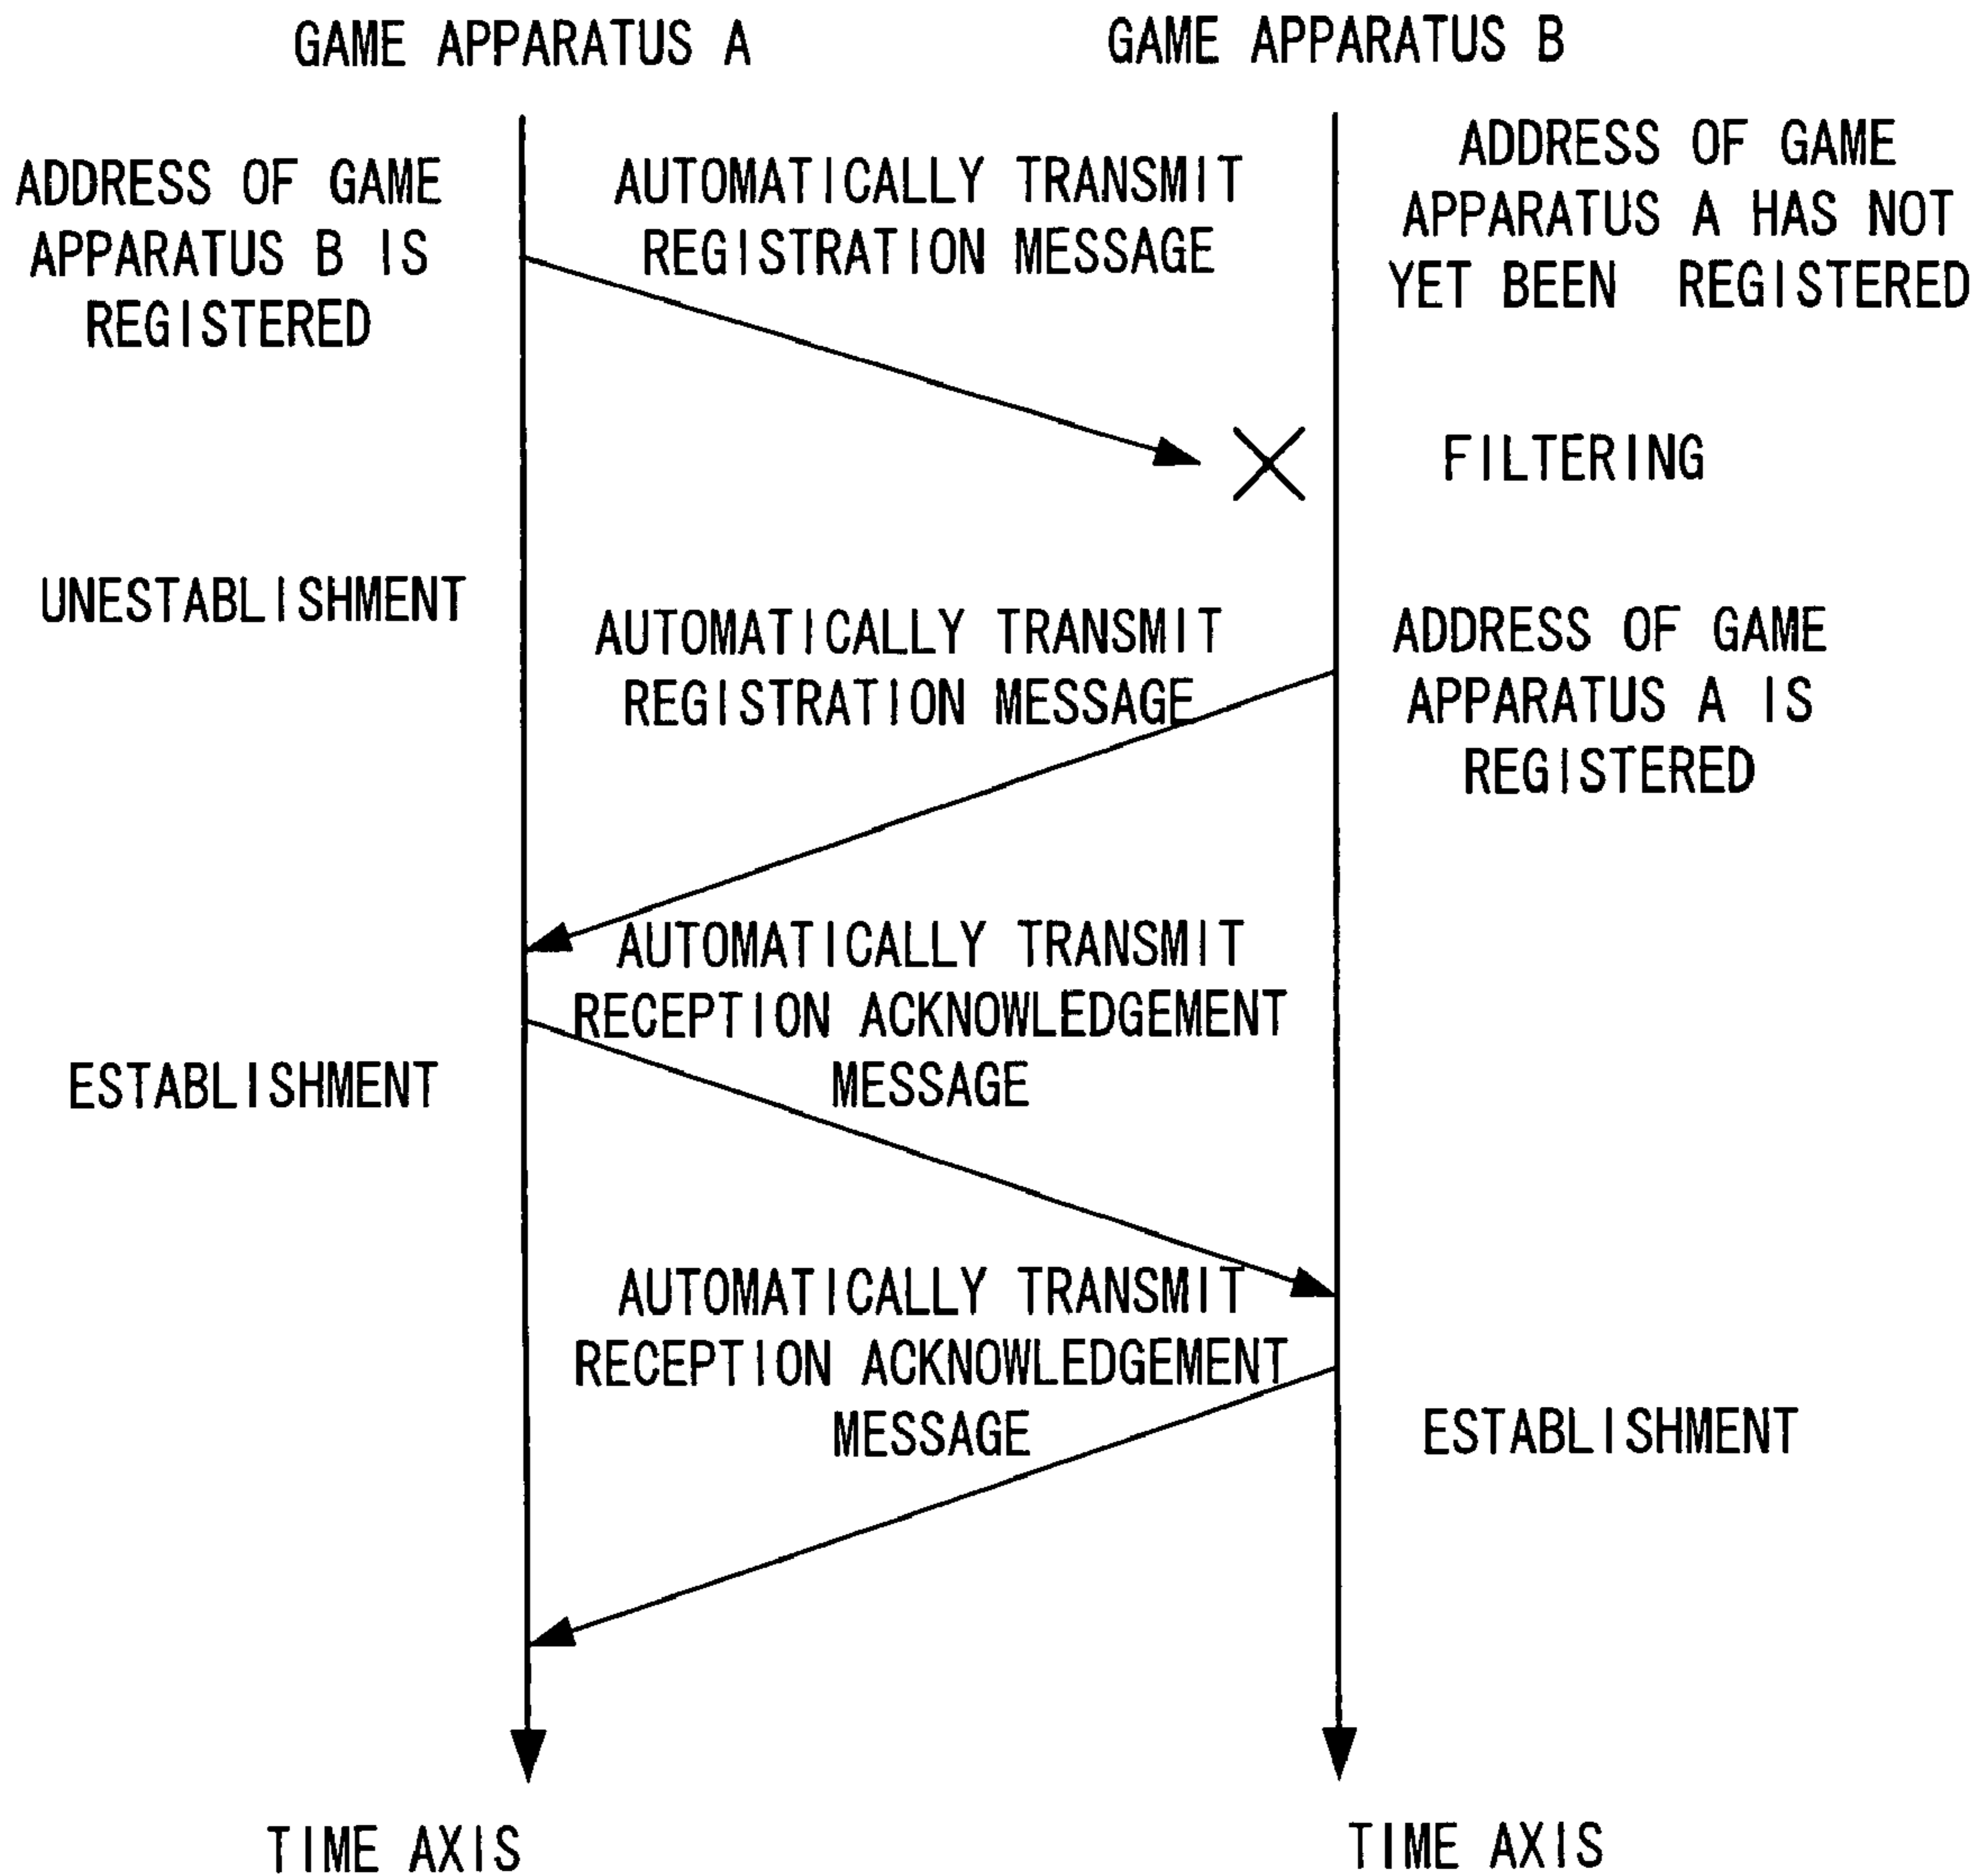 GAME APPARATUS A
GAME APPARATUS B
ADDRESS OF GAME
APPARATUS B IS
REGISTERED
AUTOMATICALLY TRANSMIT
REGISTRATION MESSAGE
ADDRESS OF GAME
APPARATUS A HAS NOT
YET BEEN REGISTERED
FILTERING
UNESTABLISHMENT
AUTOMATICALLY TRANSMIT
REGISTRATION MESSAGE
ADDRESS OF GAME
APPARATUS A IS
REGISTERED
AUTOMATICALLY TRANSMIT
RECEPTION ACKNOWLEDGEMENT
MESSAGE
ESTABLISHMENT
AUTOMATICALLY TRANSMIT
RECEPTION ACKNOWLEDGEMENT
MESSAGE
ESTABLISHMENT
TIME AXIS
TIME AXIS